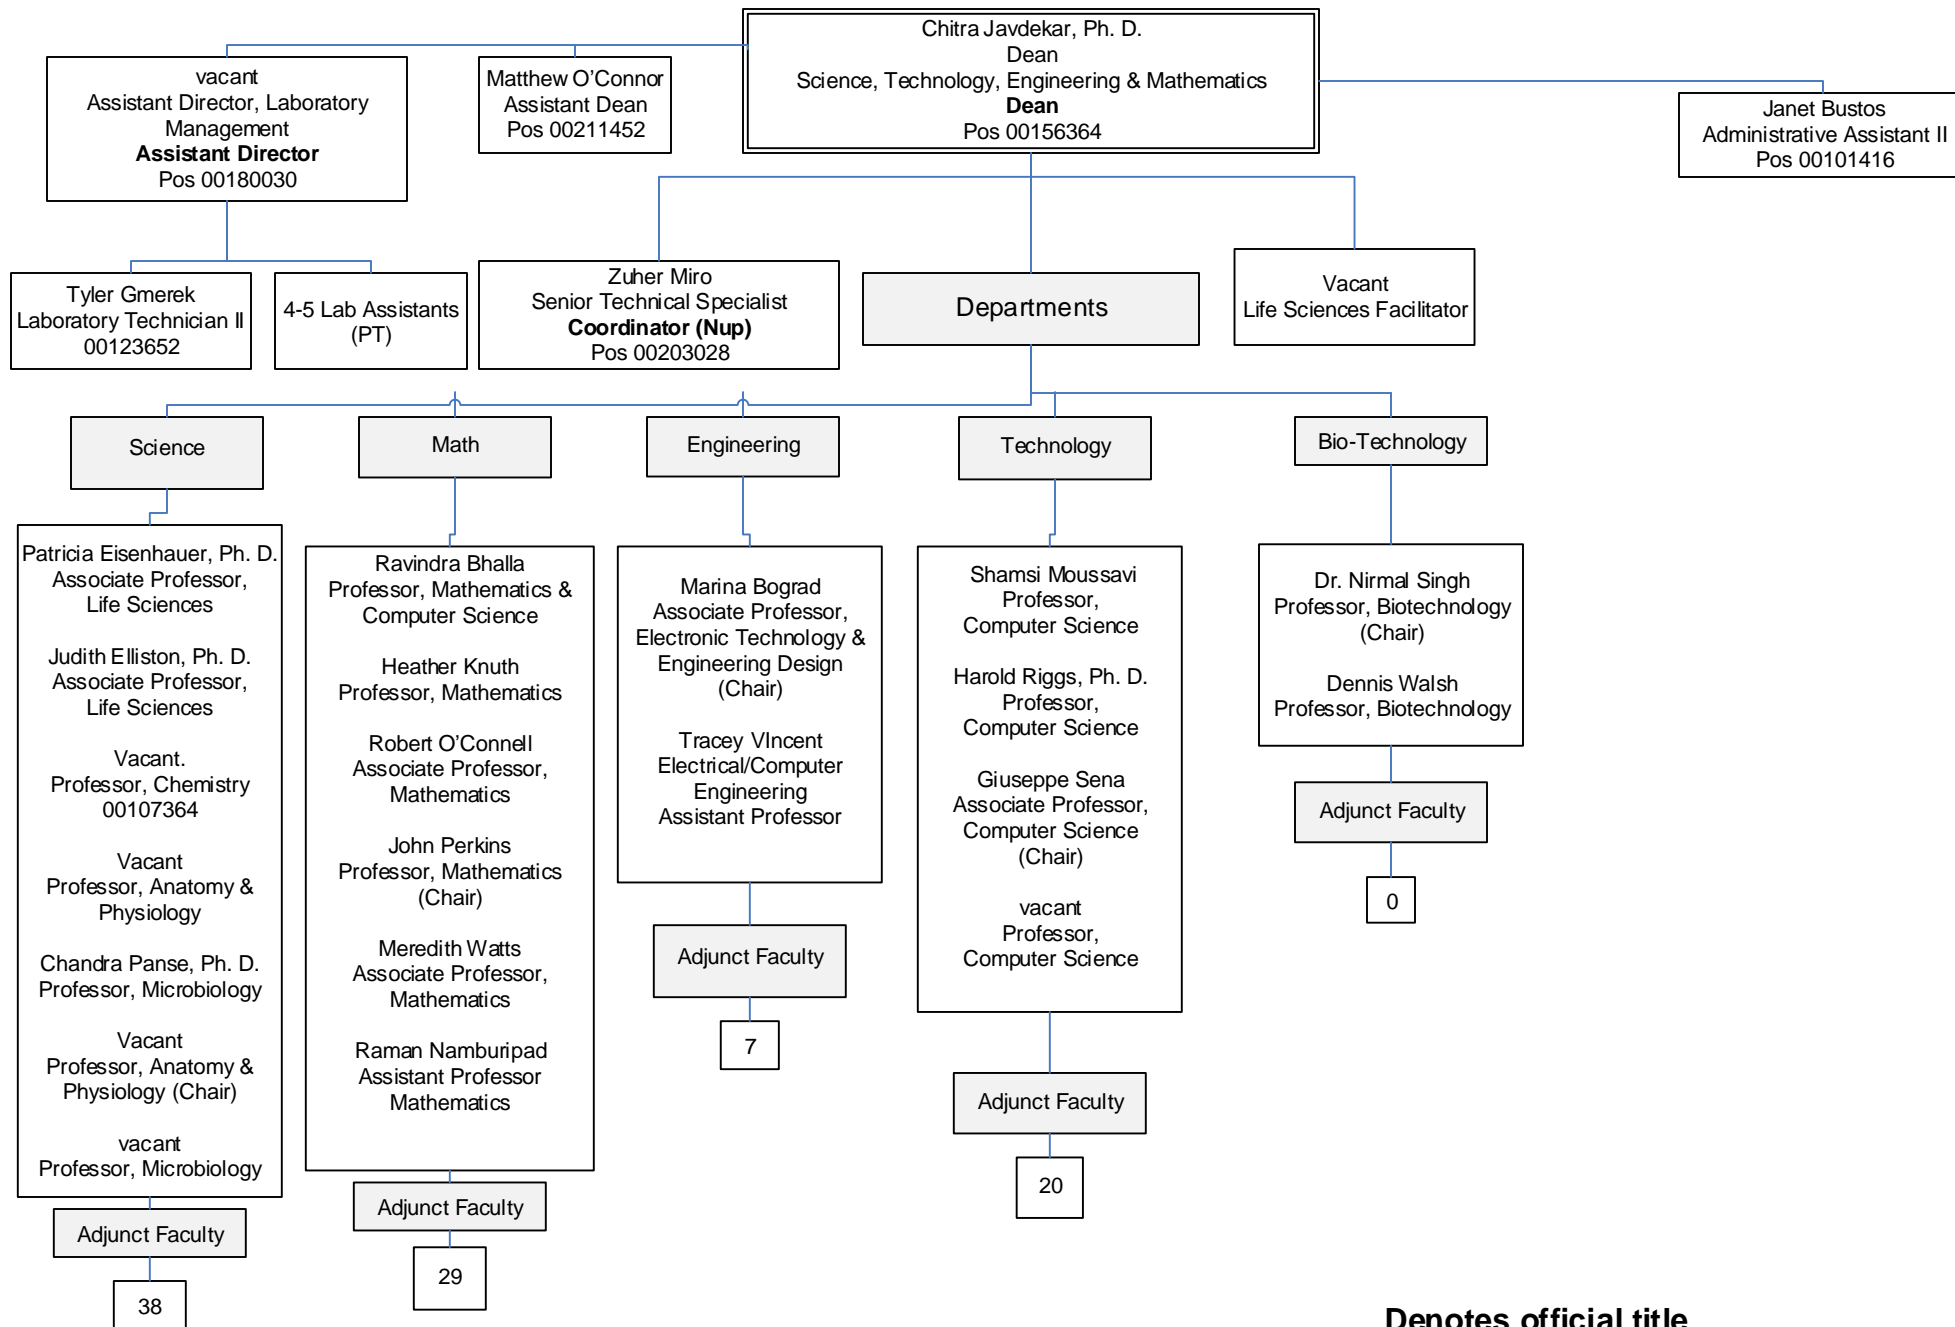 Chitra Javdekar, Ph. D.
Dean
Science, Technology, Engineering & Mathematics
Dean
Pos 00156364
vacant
Assistant Director, Laboratory
Management
Assistant Director
Pos 00180030
Matthew O’Connor
Assistant Dean
Pos 00211452
Janet Bustos
Administrative Assistant II
Pos 00101416
Tyler Gmerek
Laboratory Technician II
00123652
4-5 Lab Assistants
(PT)
Zuher Miro
Senior Technical Specialist
Coordinator (Nup)
Pos 00203028
Departments
Vacant
Life Sciences Facilitator
Science
Math
Engineering
Technology
Bio-Technology
Patricia Eisenhauer, Ph. D.
Associate Professor,
Life Sciences
Judith Elliston, Ph. D.
Associate Professor,
Life Sciences
Vacant.
Professor, Chemistry
00107364
Vacant
Professor, Anatomy &
Physiology
Chandra Panse, Ph. D.
Professor, Microbiology
Vacant
Professor, Anatomy &
Physiology (Chair)
vacant
Professor, Microbiology
Adjunct Faculty
38
Ravindra Bhalla
Professor, Mathematics &
Computer Science
Heather Knuth
Professor, Mathematics
Robert O’Connell
Associate Professor,
Mathematics
John Perkins
Professor, Mathematics
(Chair)
Meredith Watts
Associate Professor,
Mathematics
Raman Namburipad
Assistant Professor
Mathematics
Adjunct Faculty
29
Marina Bograd
Associate Professor,
Electronic Technology &
Engineering Design
(Chair)
Tracey VIncent
Electrical/Computer
Engineering
Assistant Professor
Adjunct Faculty
7
Shamsi Moussavi
Professor,
Computer Science
Harold Riggs, Ph. D.
Professor,
Computer Science
Giuseppe Sena
Associate Professor,
Computer Science
(Chair)
vacant
Professor,
Computer Science
Adjunct Faculty
20
Dr. Nirmal Singh
Professor, Biotechnology
(Chair)
Dennis Walsh
Professor, Biotechnology
Adjunct Faculty
0
Denotes official title